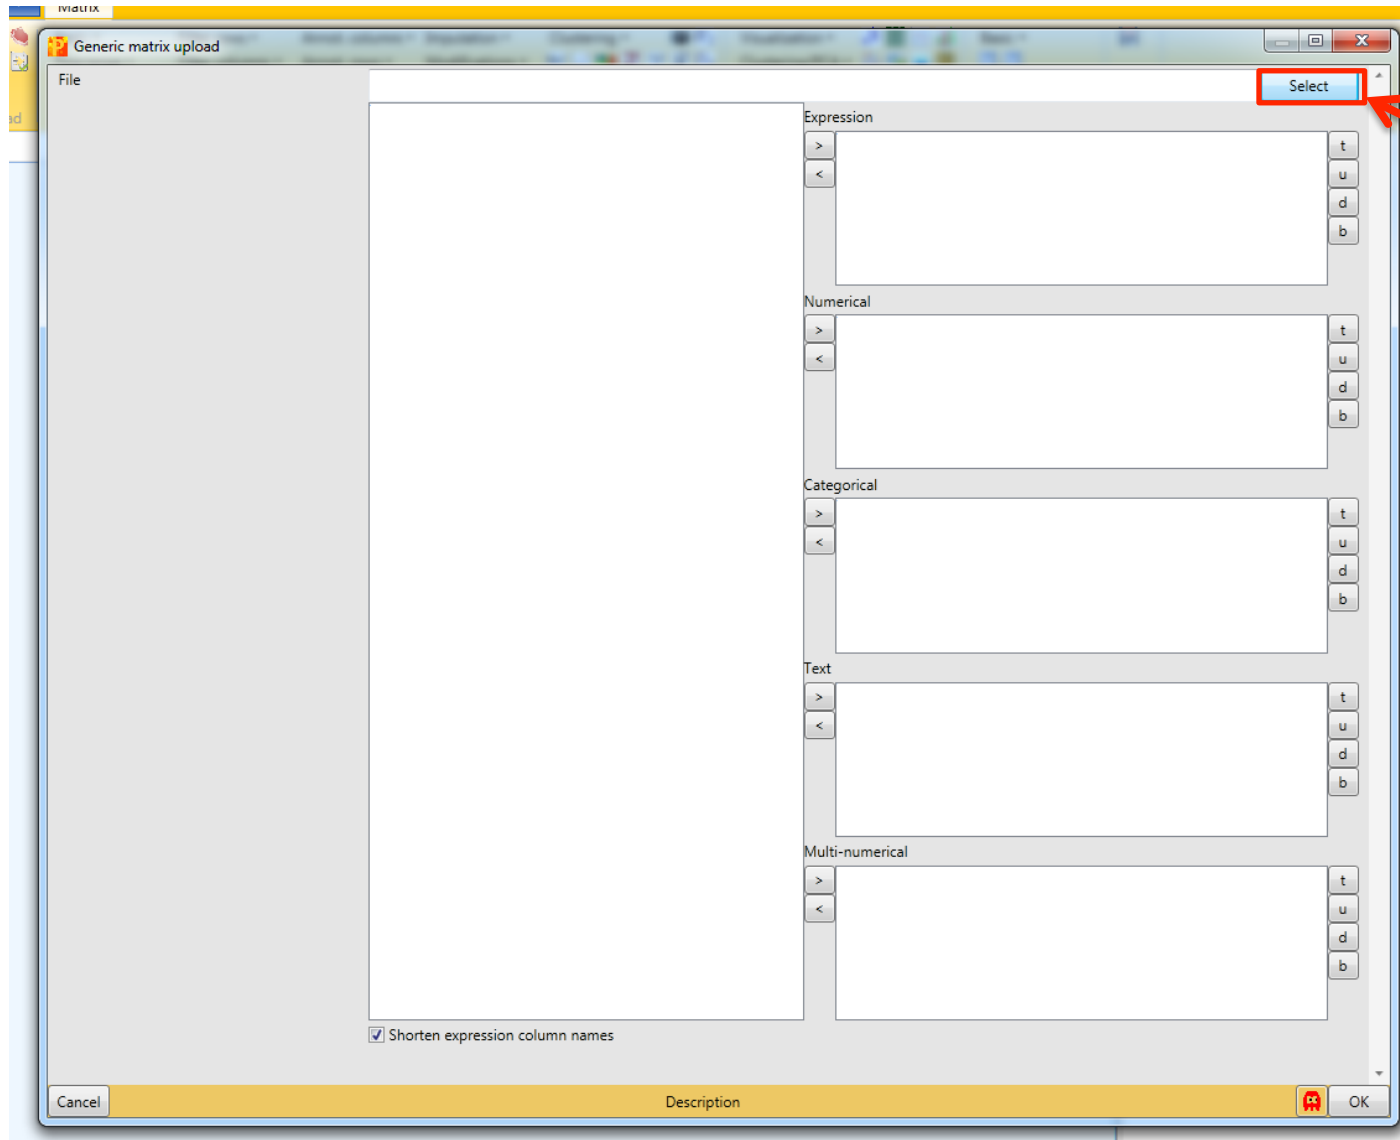 Matrix
Generic matrix upload
File
Select
Expression
>
<
t
u
d
b
Numerical
>
<
t
u
d
b
Categorical
>
<
t
u
d
b
Text
>
<
t
u
d
b
Multi-numerical
>
<
t
u
d
b
Shorten expression column names
Cancel
Description
OK